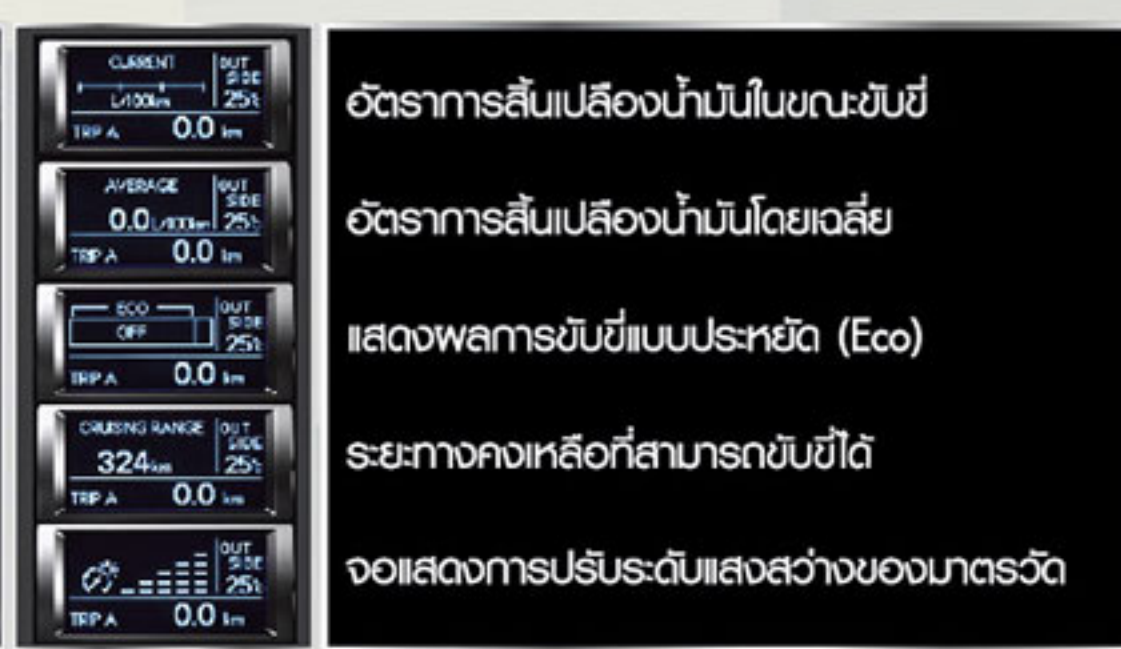 CURRENT
OUT SIDE
L/100km
25℃
TRIP A 0.0 km
อัตราการสิ้นเปลืองน้ำมันในขณะขับขี่
AVERAGE
OUT SIDE
0.0 L/100km
25℃
TRIP A 0.0 km
อัตราการสิ้นเปลืองน้ำมันโดยเฉลี่ย
ECO
OUT SIDE
OFF
25℃
TRIP A 0.0 km
แสดงผลการขับขี่แบบประหยัด (Eco)
CRUISING RANGE
OUT SIDE
324 km
25℃
TRIP A 0.0 km
ระยะทางคงเหลือที่สามารถขับขี่ได้
OUT SIDE
25℃
TRIP A 0.0 km
จอแสดงการปรับระดับแสงสว่างของมาตรวัด